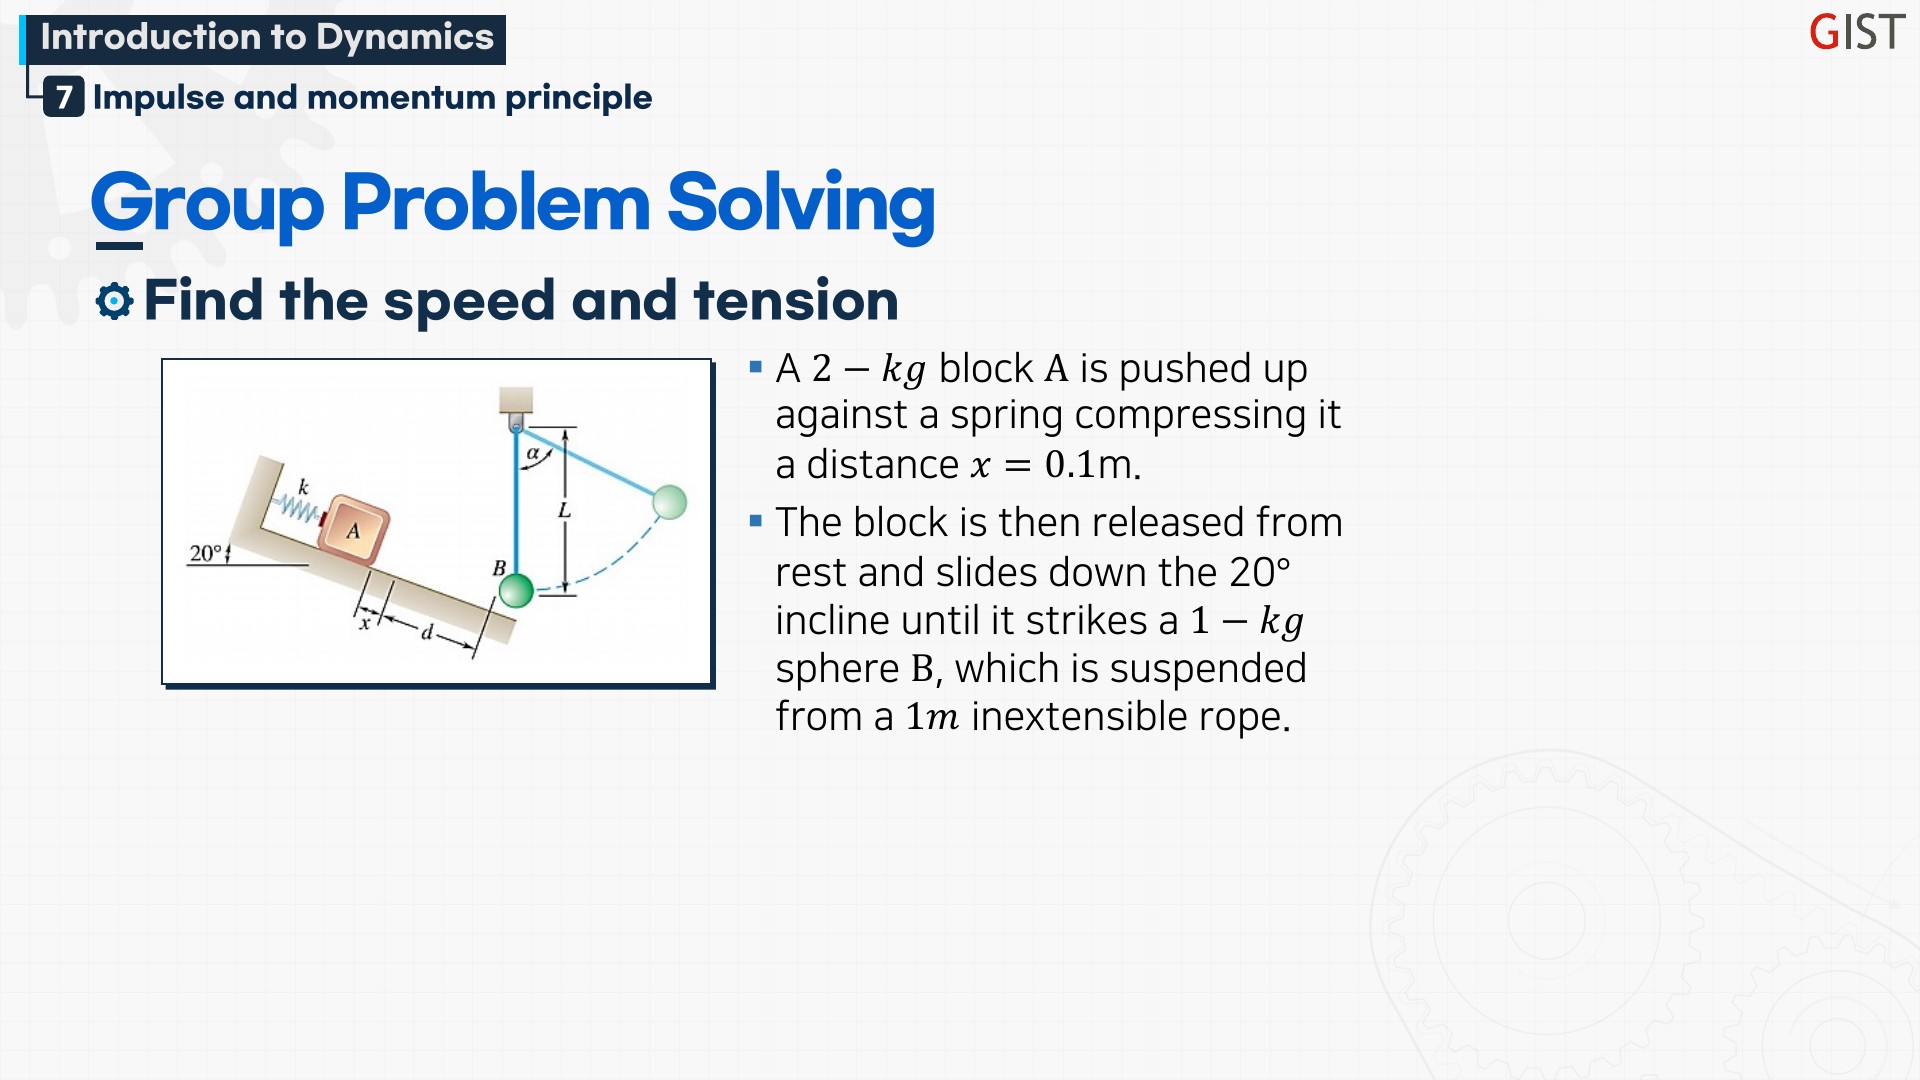 Introduction to Dynamics
GIST
7 Impulse and momentum principle
Group Problem Solving
Find the speed and tension
k
A
20°
x
d
α
L
B
A 2 − kg block A is pushed up
against a spring compressing it
a distance x = 0.1m.
The block is then released from
rest and slides down the 20°
incline until it strikes a 1 − kg
sphere B, which is suspended
from a 1m inextensible rope.